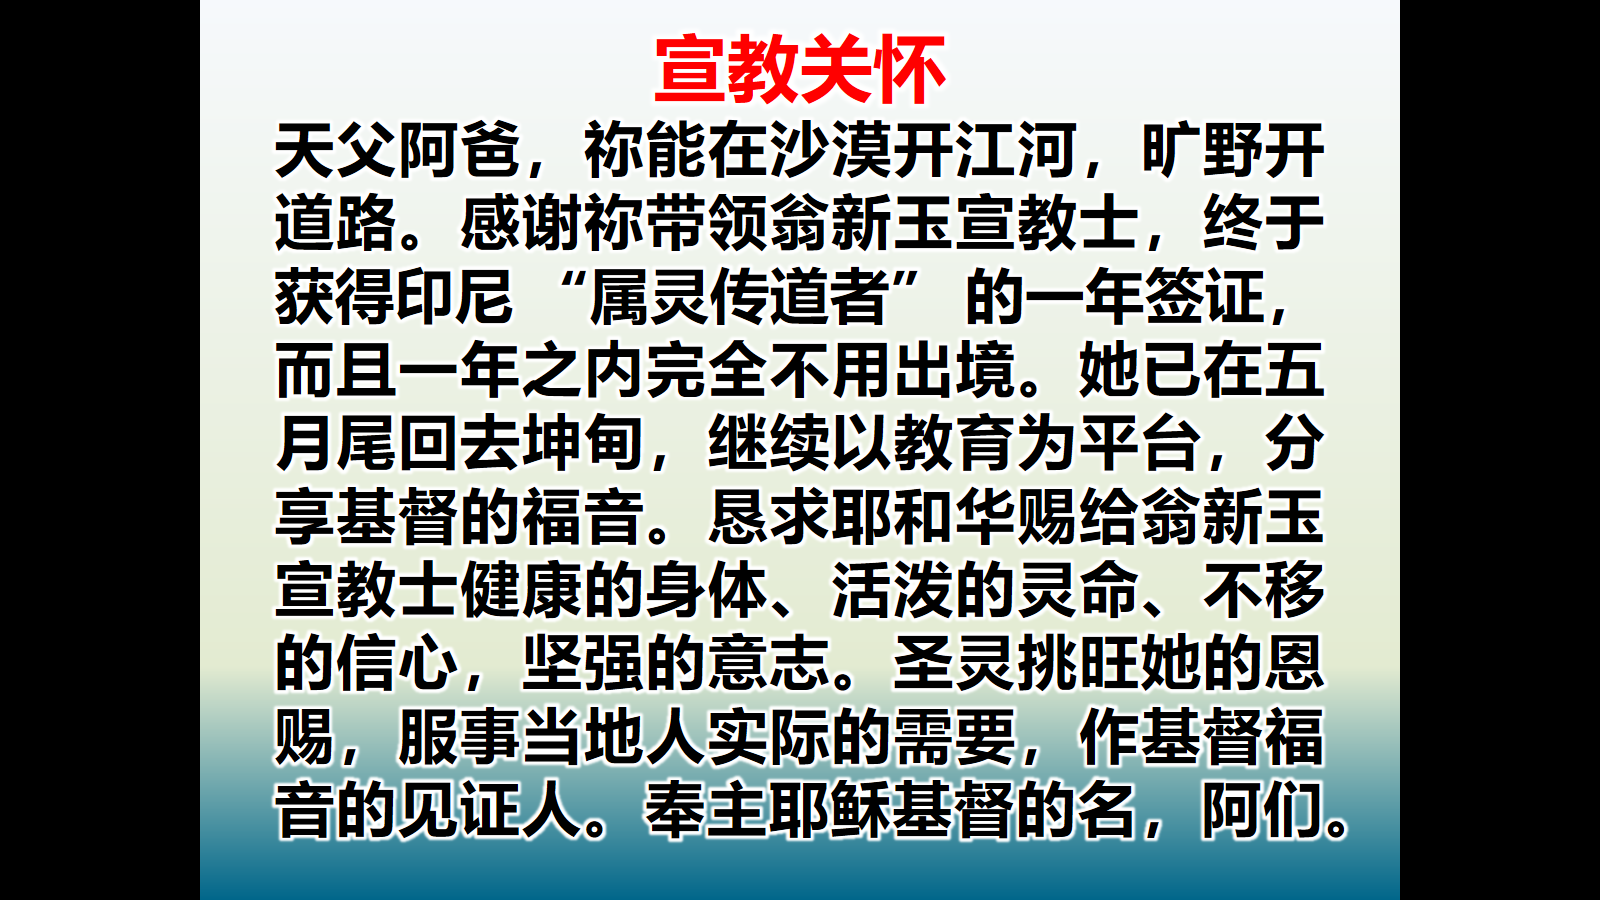 宣教关怀
天父阿爸，祢能在沙漠开江河，旷野开
道路。感谢祢带领翁新玉宣教士，终于
获得印尼 “属灵传道者” 的一年签证，
而且一年之内完全不用出境。她已在五
月尾回去坤甸，继续以教育为平台，分
享基督的福音。恳求耶和华赐给翁新玉
宣教士健康的身体、活泼的灵命、不移
的信心，坚强的意志。圣灵挑旺她的恩
赐，服事当地人实际的需要，作基督福
音的见证人。奉主耶稣基督的名，阿们。